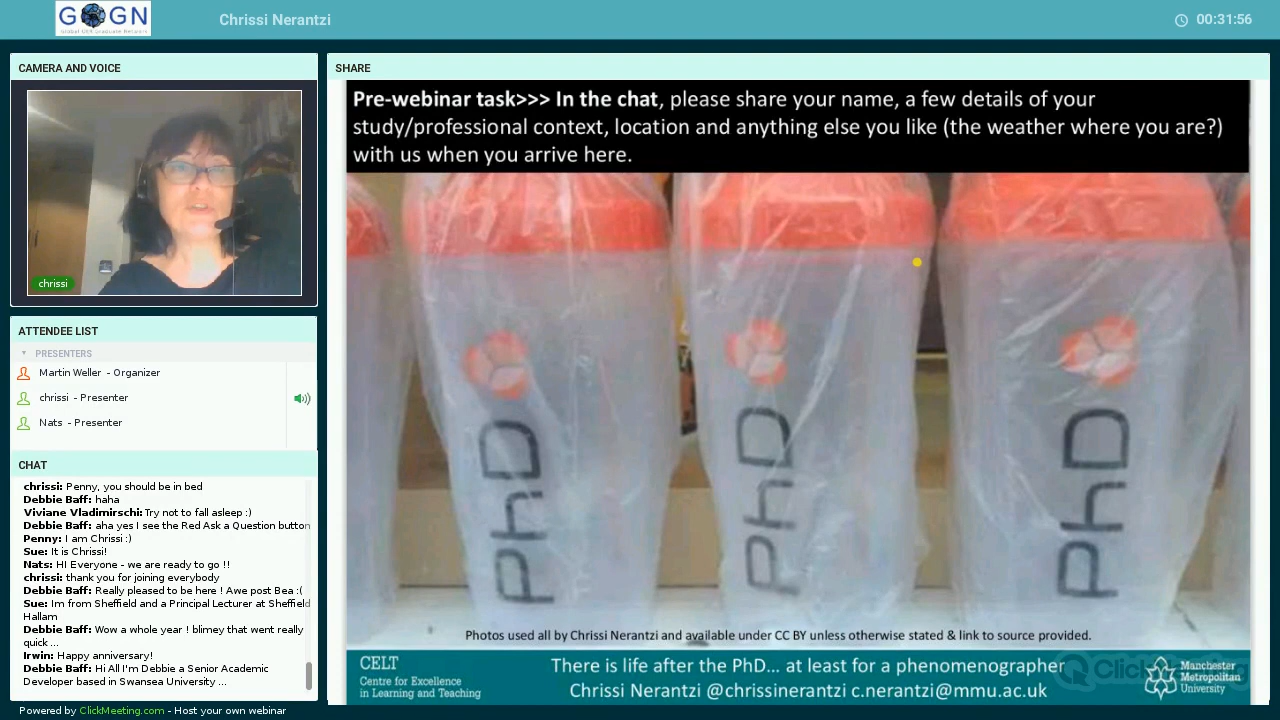 GOGN
Global OER Graduate Network
Chrissi Nerantzi
00:31:56
CAMERA AND VOICE
chrissi
ATTENDEE LIST
PRESENTERS
Martin Weller - Organizer
chrissi - Presenter
Nats - Presenter
CHAT
chrissi: Penny, you should be in bed
Debbie Baff: haha
Viviane Vladimirschi: Try not to fall asleep :)
Debbie Baff: aha yes I see the Red Ask a Question button
Penny: I am Chrissi :)
Sue: It is Chrissi!
Nats: HI Everyone - we are ready to go !!
chrissi: thank you for joining everybody
Debbie Baff: Really pleased to be here ! Awe post Bea :(
Sue: Im from Sheffield and a Principal Lecturer at Sheffield
Hallam
Debbie Baff: Wow a whole year ! blimey that went really
quick ...
Irwin: Happy anniversary!
Debbie Baff: Hi All I'm Debbie a Senior Academic
Developer based in Swansea University ...
Powered by ClickMeeting.com - Host your own webinar
SHARE
Pre-webinar task>>> In the chat, please share your name, a few details of your
study/professional context, location and anything else you like (the weather where you are?)
with us when you arrive here.
PhD
PhD
PhD
Photos used all by Chrissi Nerantzi and available under CC BY unless otherwise stated & link to source provided.
CELT
Centre for Excellence
in Learning and Teaching
There is life after the PhD... at least for a phenomenographer
Chrissi Nerantzi @chrissinerantzi c.nerantzi@mmu.ac.uk
ClickMeeting
Manchester
Metropolitan
University